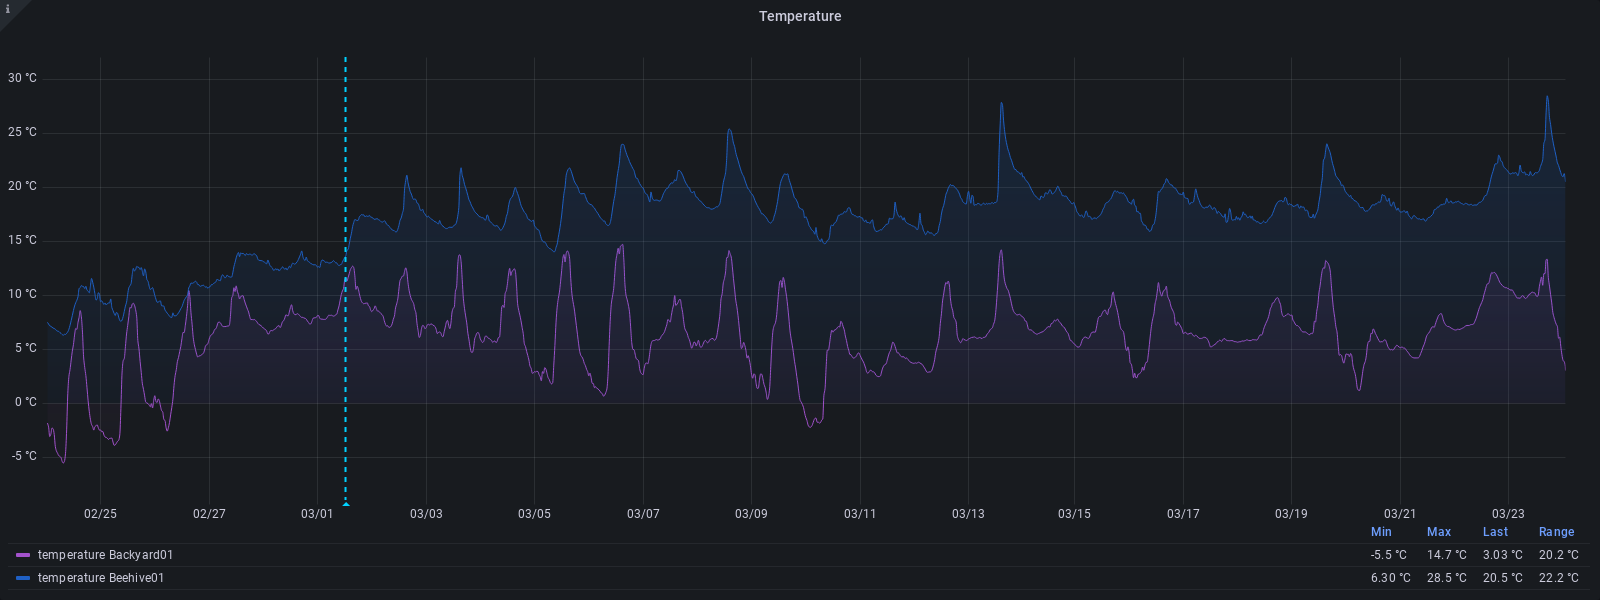 i
Temperature
30 °C
25 °C
20 °C
15 °C
10 °C
5 °C
0 °C
-5 °C
02/25 02/27 03/01 03/03 03/05 03/07 03/09 03/11 03/13 03/15 03/17 03/19 03/21 03/23
Min Max Last Range
temperature Backyard01 -5.5 °C 14.7 °C 3.03 °C 20.2 °C
temperature Beehive01 6.30 °C 28.5 °C 20.5 °C 22.2 °C